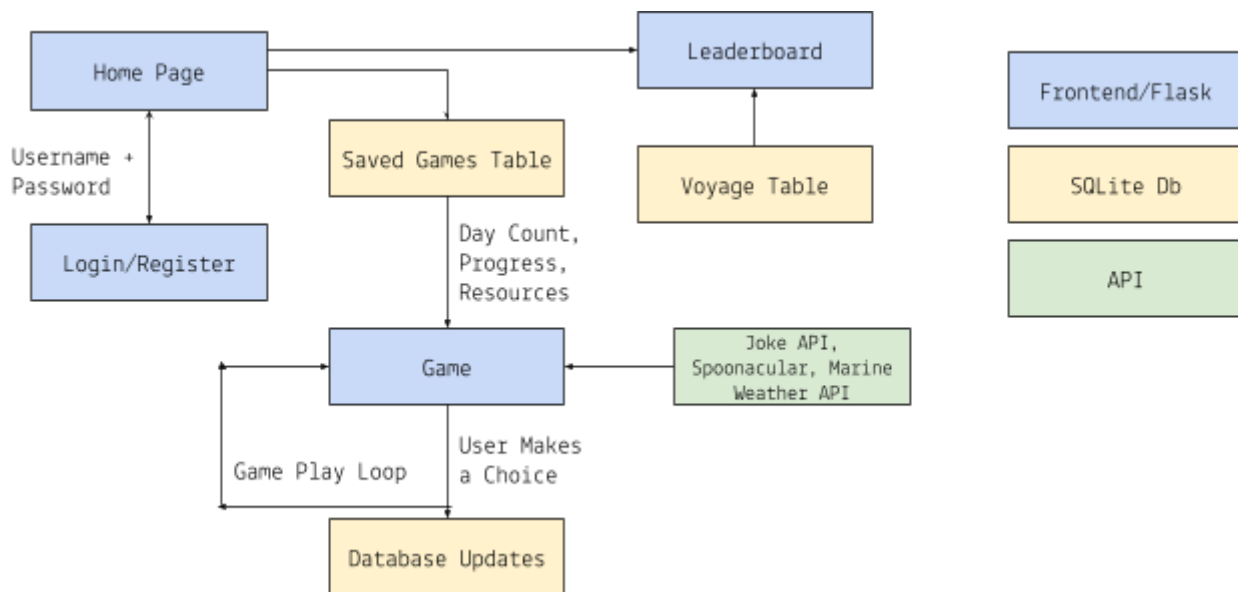 Home Page
Leaderboard
Frontend/Flask
Username +
Password
Saved Games Table
Voyage Table
SQLite Db
Login/Register
Day Count,
Progress,
Resources
API
Game
Joke API,
Spoonacular, Marine
Weather API
User Makes
a Choice
Game Play Loop
Database Updates